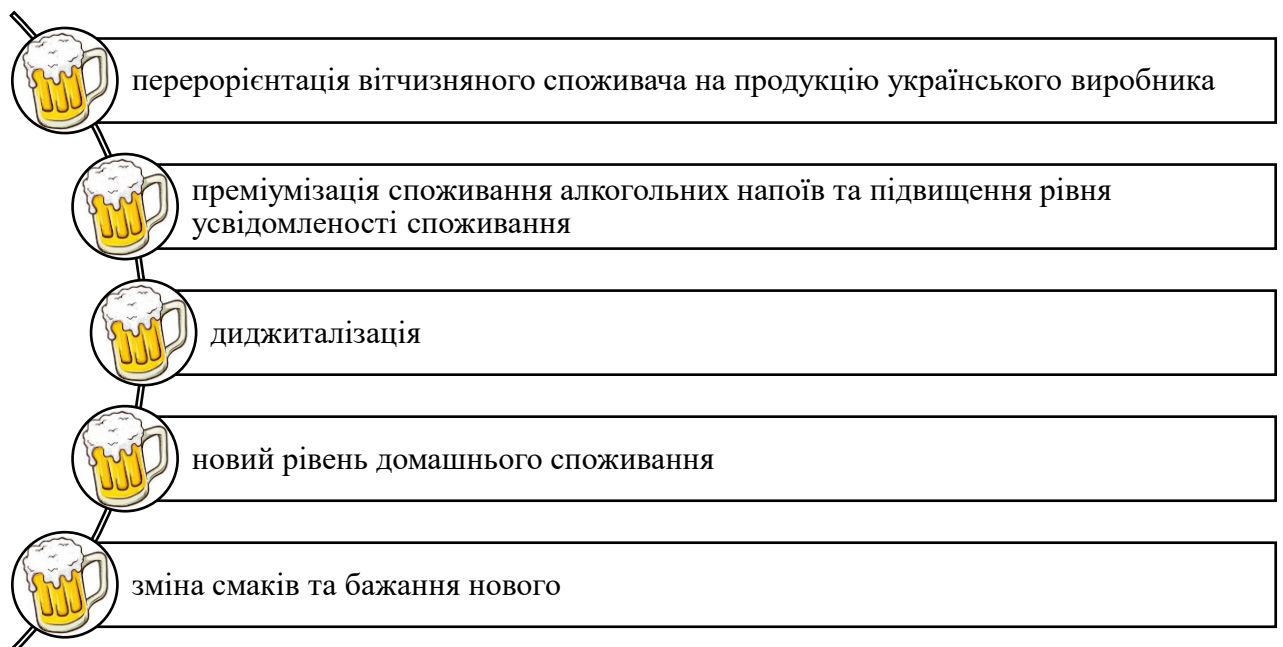 перерорієнтація вітчизняного споживача на продукцію українського виробника
преміумізація споживання алкогольних напоїв та підвищення рівня
усвідомленості споживання
диджиталізація
новий рівень домашнього споживання
зміна смаків та бажання нового